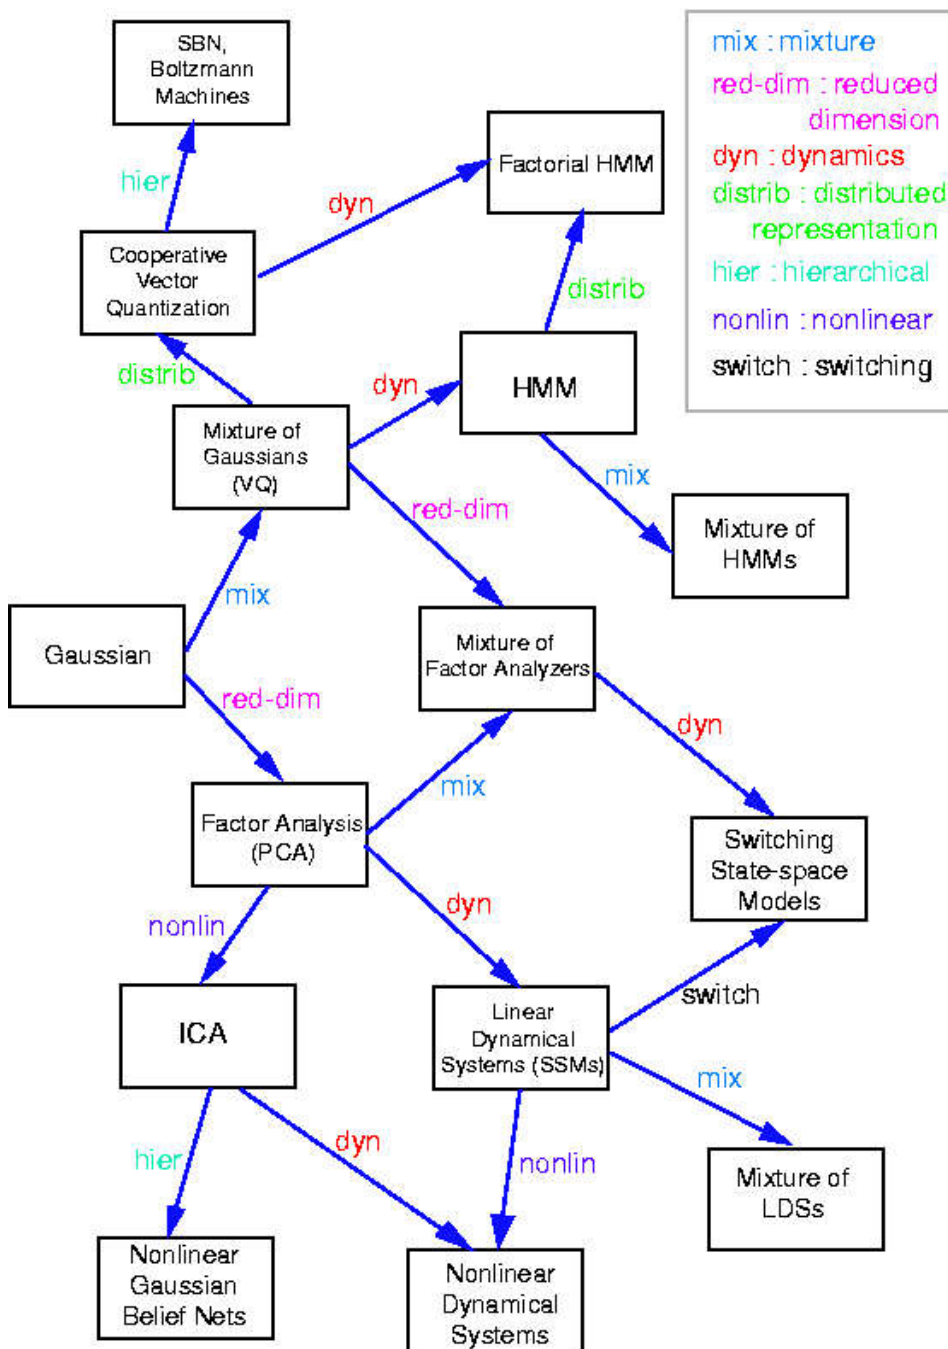 SBN,
Boltzmann
Machines
mix : mixture
red-dim : reduced
dimension
dyn : dynamics
distrib : distributed
representation
hier : hierarchical
nonlin : nonlinear
switch : switching
hier
dyn
Factorial HMM
Cooperative
Vector
Quantization
distrib
distrib
dyn
HMM
Mixture of
Gaussians
(VQ)
mix
red-dim
Mixture of
HMMs
mix
Gaussian
Mixture of
Factor Analyzers
red-dim
dyn
mix
Factor Analysis
(PCA)
Switching
State-space
Models
nonlin
dyn
switch
ICA
Linear
Dynamical
Systems (SSMs)
mix
hier
dyn
nonlin
Mixture of
LDSs
Nonlinear
Gaussian
Belief Nets
Nonlinear
Dynamical
Systems